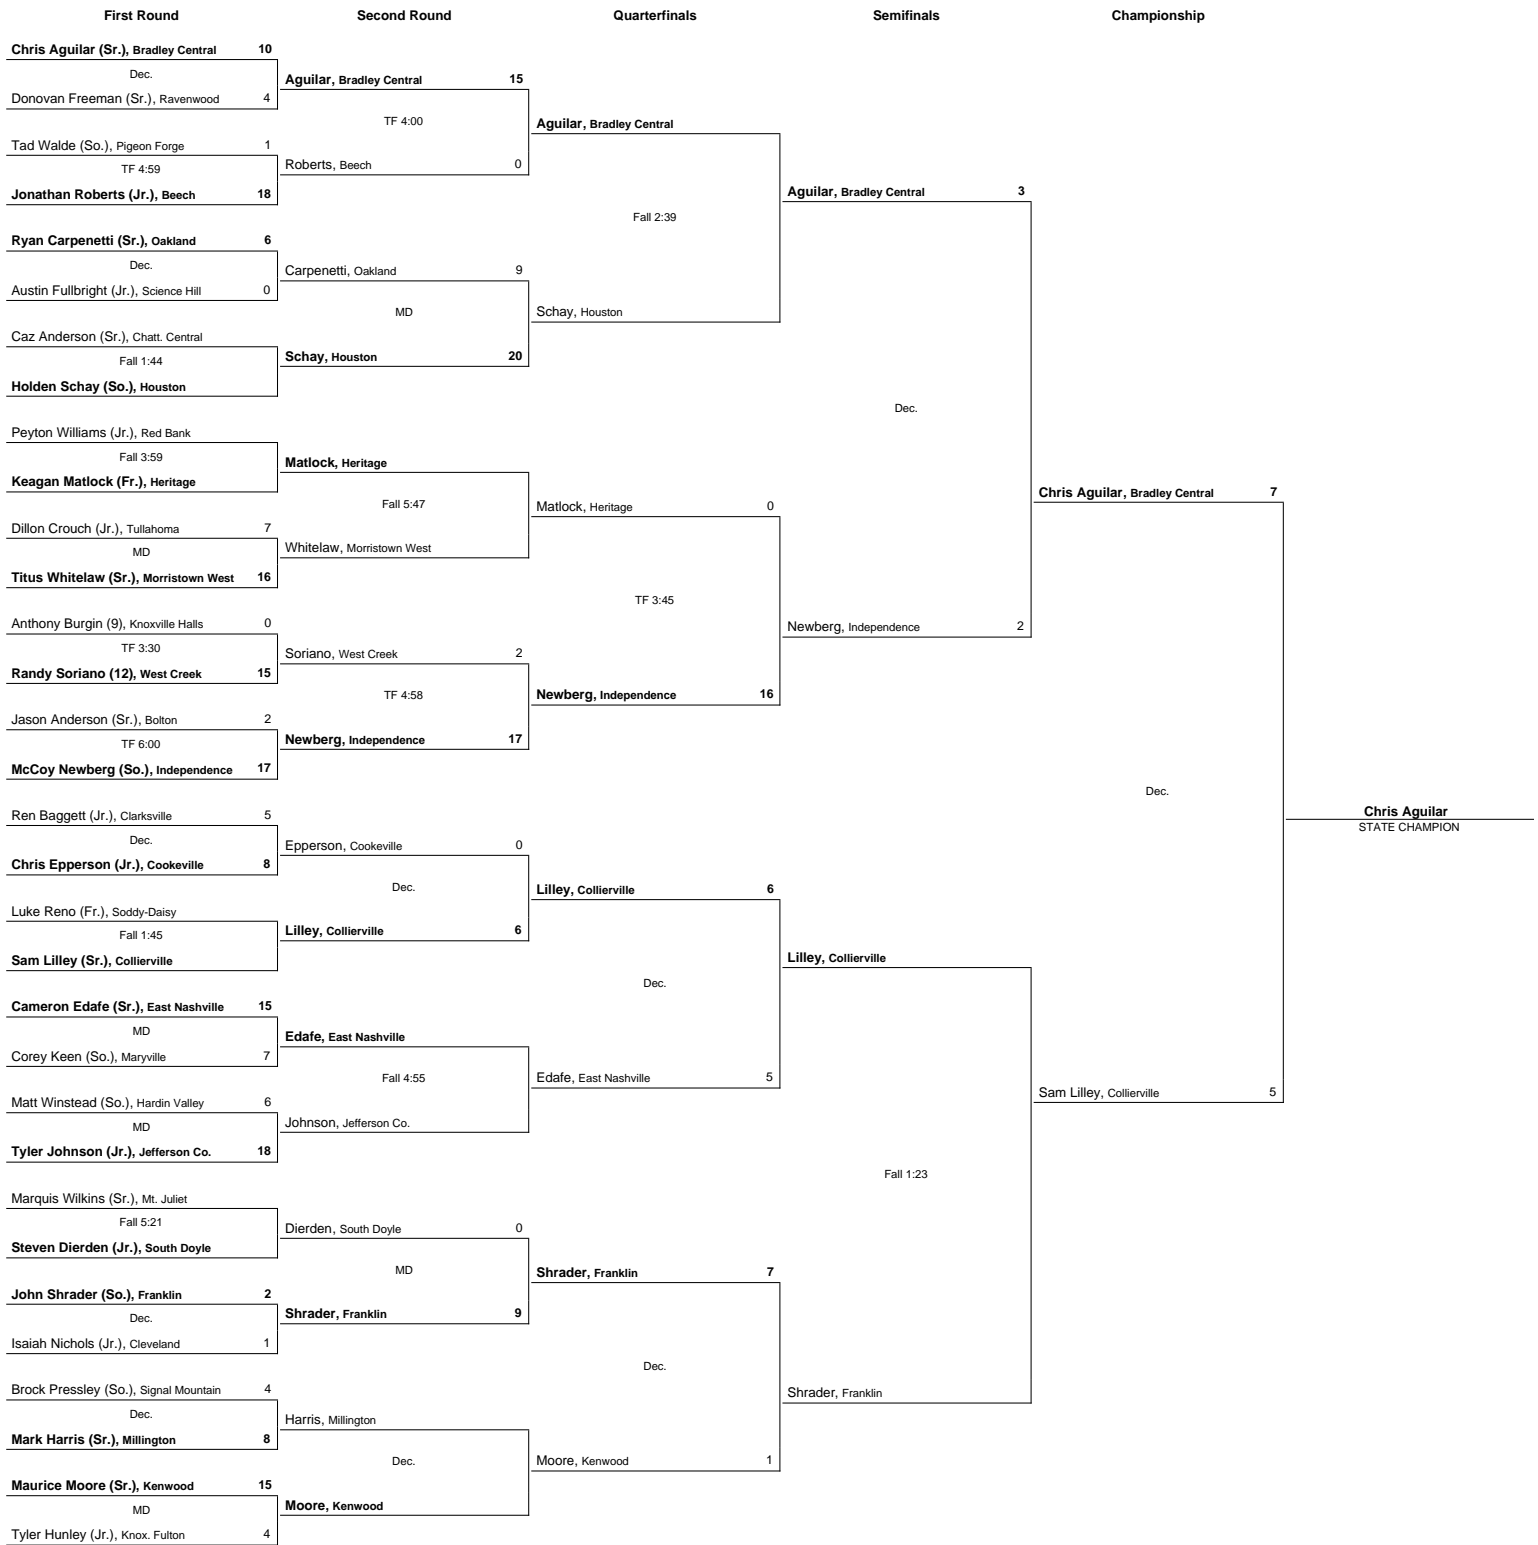 First Round Second Round Quarterfinals Semifinals Championship
Chris Aguilar (Sr.), Bradley Central 10
Dec.
Donovan Freeman (Sr.), Ravenwood 4
Tad Walde (So.), Pigeon Forge 1
TF 4:59
Jonathan Roberts (Jr.), Beech 18
Ryan Carpenetti (Sr.), Oakland 6
Dec.
Austin Fullbright (Jr.), Science Hill 0
Caz Anderson (Sr.), Chatt. Central
Fall 1:44
Holden Schay (So.), Houston
Peyton Williams (Jr.), Red Bank
Fall 3:59
Keagan Matlock (Fr.), Heritage
Dillon Crouch (Jr.), Tullahoma 7
MD
Titus Whitelaw (Sr.), Morristown West 16
Anthony Burgin (9), Knoxville Halls 0
TF 3:30
Randy Soriano (12), West Creek 15
Jason Anderson (Sr.), Bolton 2
TF 6:00
McCoy Newberg (So.), Independence 17
Ren Baggett (Jr.), Clarksville 5
Dec.
Chris Epperson (Jr.), Cookeville 8
Luke Reno (Fr.), Soddy-Daisy
Fall 1:45
Sam Lilley (Sr.), Collierville
Cameron Edafe (Sr.), East Nashville 15
MD
Corey Keen (So.), Maryville 7
Matt Winstead (So.), Hardin Valley 6
MD
Tyler Johnson (Jr.), Jefferson Co. 18
Marquis Wilkins (Sr.), Mt. Juliet
Fall 5:21
Steven Dierden (Jr.), South Doyle
John Shrader (So.), Franklin 2
Dec.
Isaiah Nichols (Jr.), Cleveland 1
Brock Pressley (So.), Signal Mountain 4
Dec.
Mark Harris (Sr.), Millington 8
Maurice Moore (Sr.), Kenwood 15
MD
Tyler Hunley (Jr.), Knox. Fulton 4
Aguilar, Bradley Central 15
TF 4:00
Roberts, Beech 0
Carpenetti, Oakland 9
MD
Schay, Houston 20
Matlock, Heritage
Fall 5:47
Whitelaw, Morristown West
Soriano, West Creek 2
TF 4:58
Newberg, Independence 17
Epperson, Cookeville 0
Dec.
Lilley, Collierville 6
Edafe, East Nashville
Fall 4:55
Johnson, Jefferson Co.
Dierden, South Doyle 0
MD
Shrader, Franklin 9
Harris, Millington
Dec.
Moore, Kenwood
Aguilar, Bradley Central
Fall 2:39
Schay, Houston
Matlock, Heritage 0
TF 3:45
Newberg, Independence 16
Lilley, Collierville 6
Dec.
Edafe, East Nashville 5
Shrader, Franklin 7
Dec.
Moore, Kenwood 1
Aguilar, Bradley Central 3
Dec.
Newberg, Independence 2
Lilley, Collierville
Fall 1:23
Shrader, Franklin
Chris Aguilar, Bradley Central 7
Dec.
Sam Lilley, Collierville 5
Chris Aguilar
STATE CHAMPION